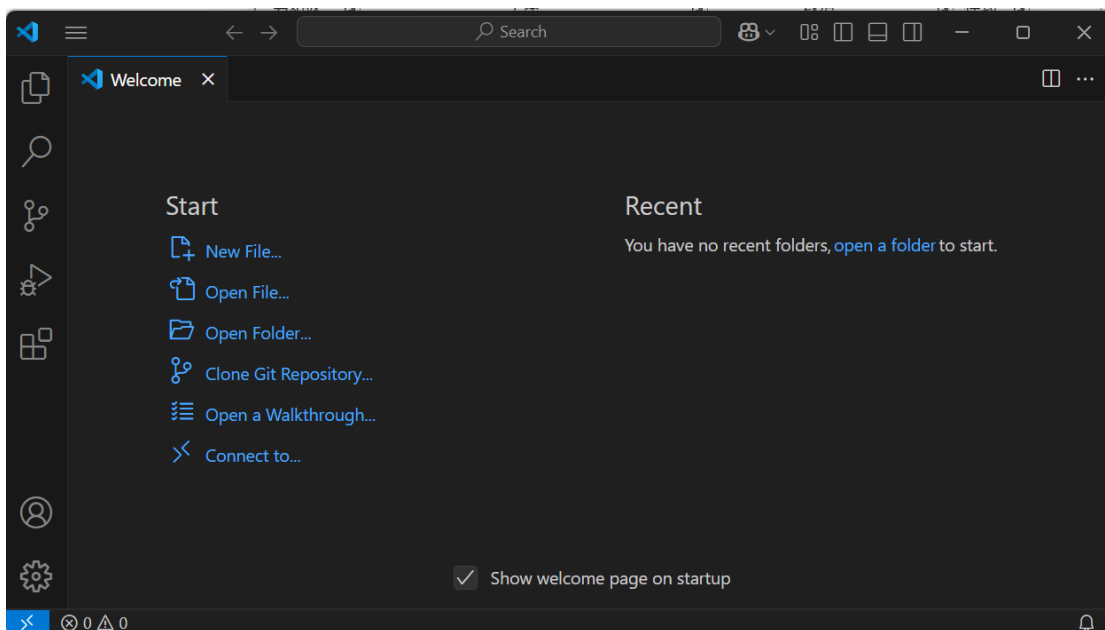 Search
Welcome
Start
New File...
Open File...
Open Folder...
Clone Git Repository...
Open a Walkthrough...
Connect to...
Recent
You have no recent folders, open a folder to start.
Show welcome page on startup
0 0